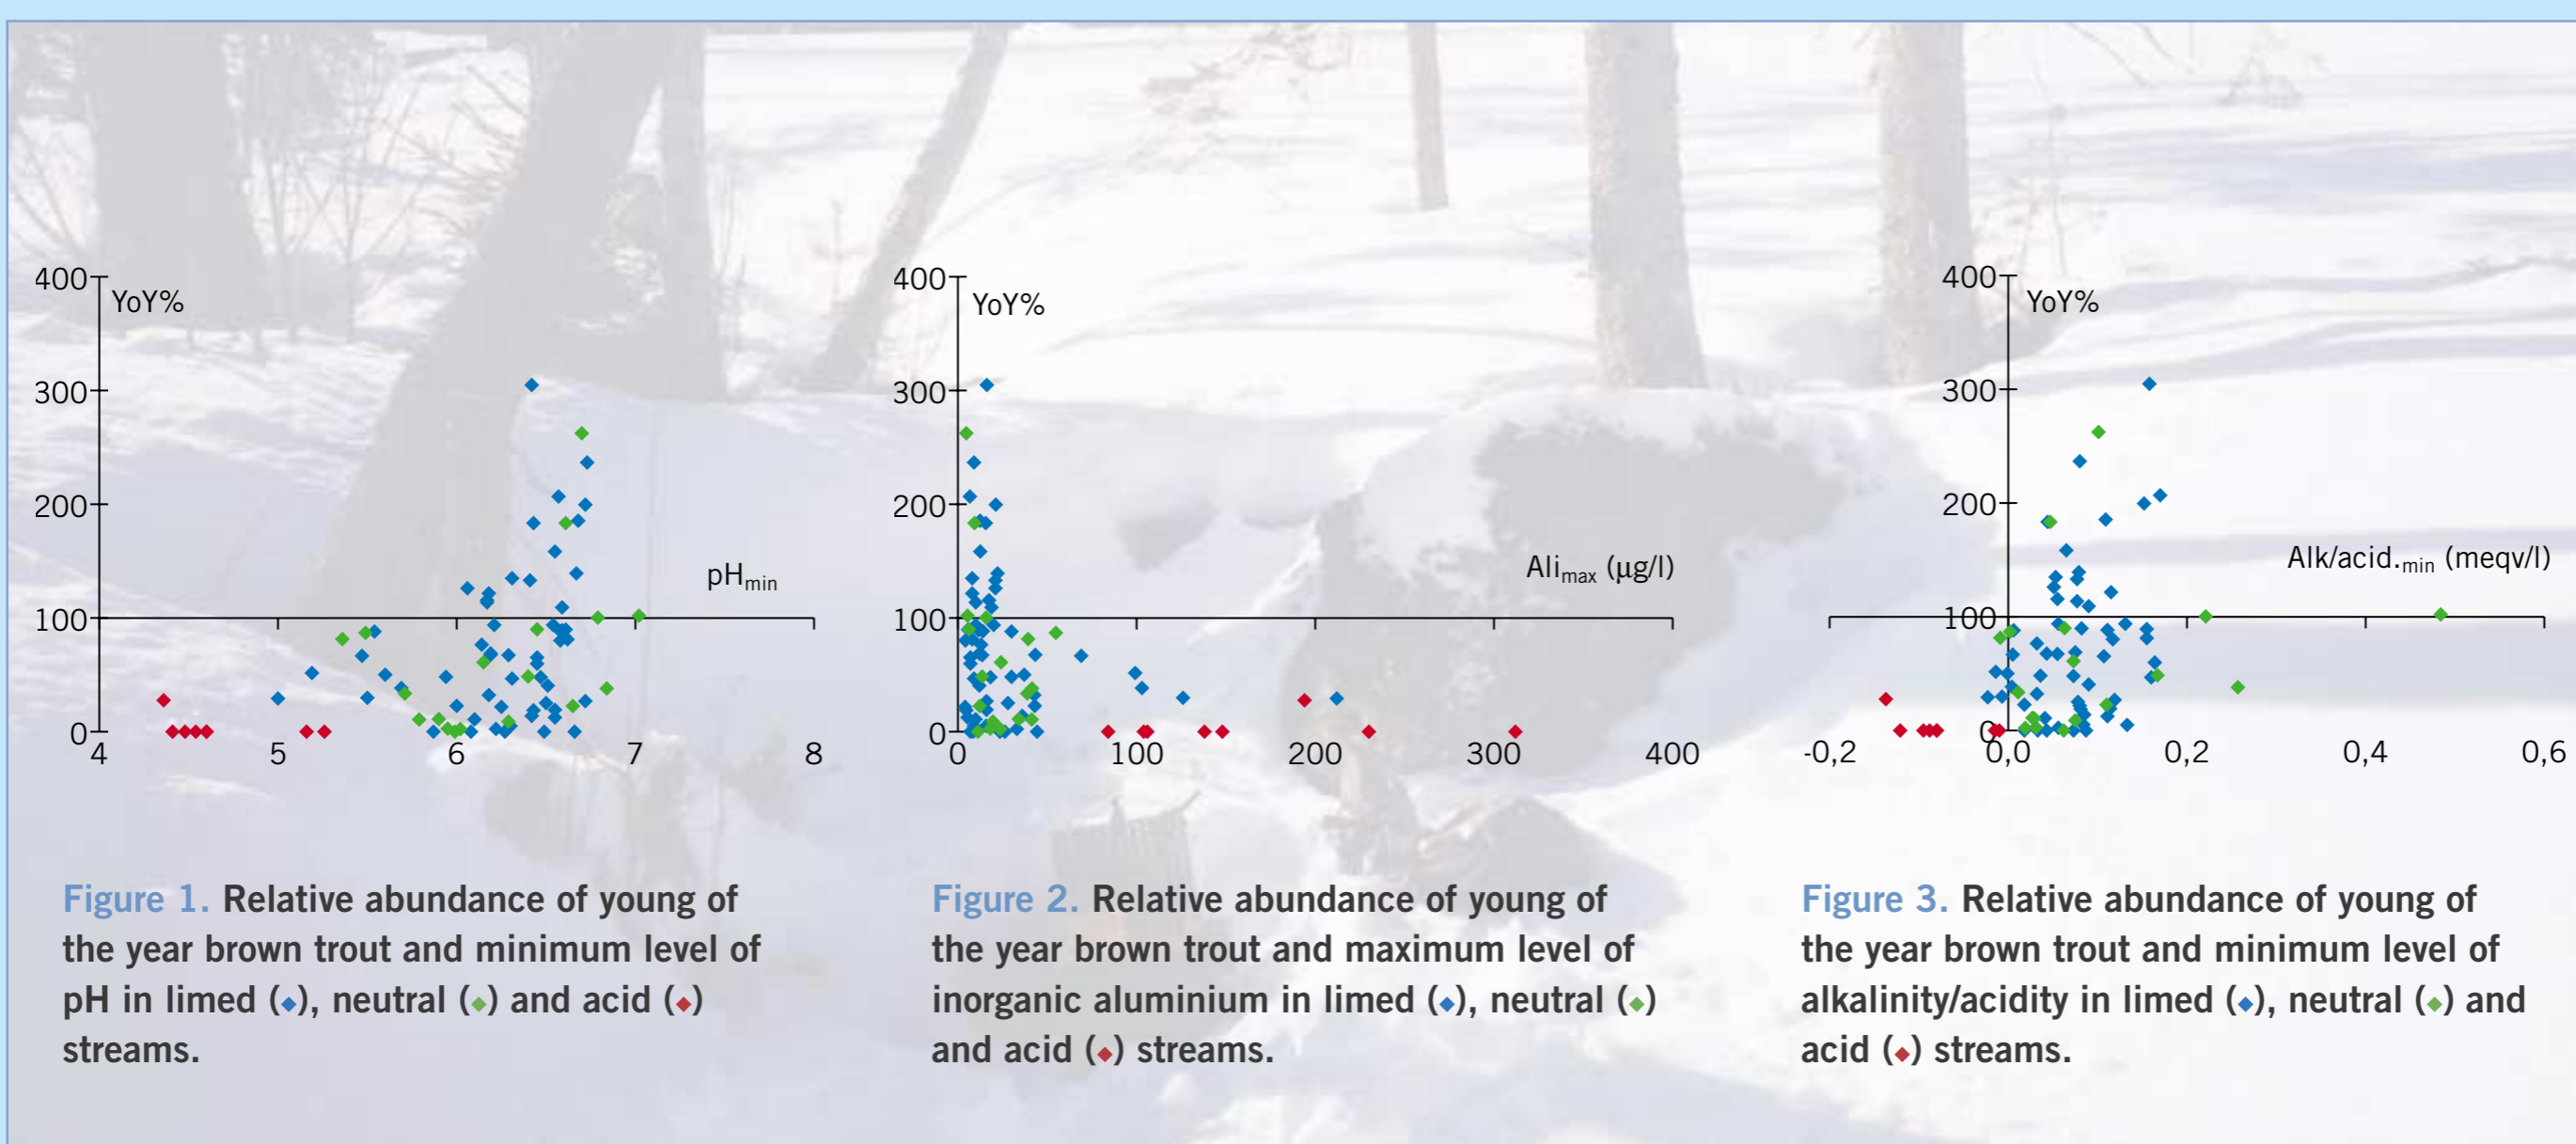 400
YoY%
300
200
pHmin
100
0
4 5 6 7 8
400
YoY%
300
200
Alimax (µg/l)
100
0
0 100 200 300 400
400
YoY%
300
200
Alk/acid.min (meqv/l)
100
0
-0,2 0,0 0,2 0,4 0,6
Figure 1. Relative abundance of young of
the year brown trout and minimum level of
pH in limed (◆), neutral (◆) and acid (◆)
streams.
Figure 2. Relative abundance of young of
the year brown trout and maximum level of
inorganic aluminium in limed (◆), neutral (◆)
and acid (◆) streams.
Figure 3. Relative abundance of young of
the year brown trout and minimum level of
alkalinity/acidity in limed (◆), neutral (◆) and
acid (◆) streams.